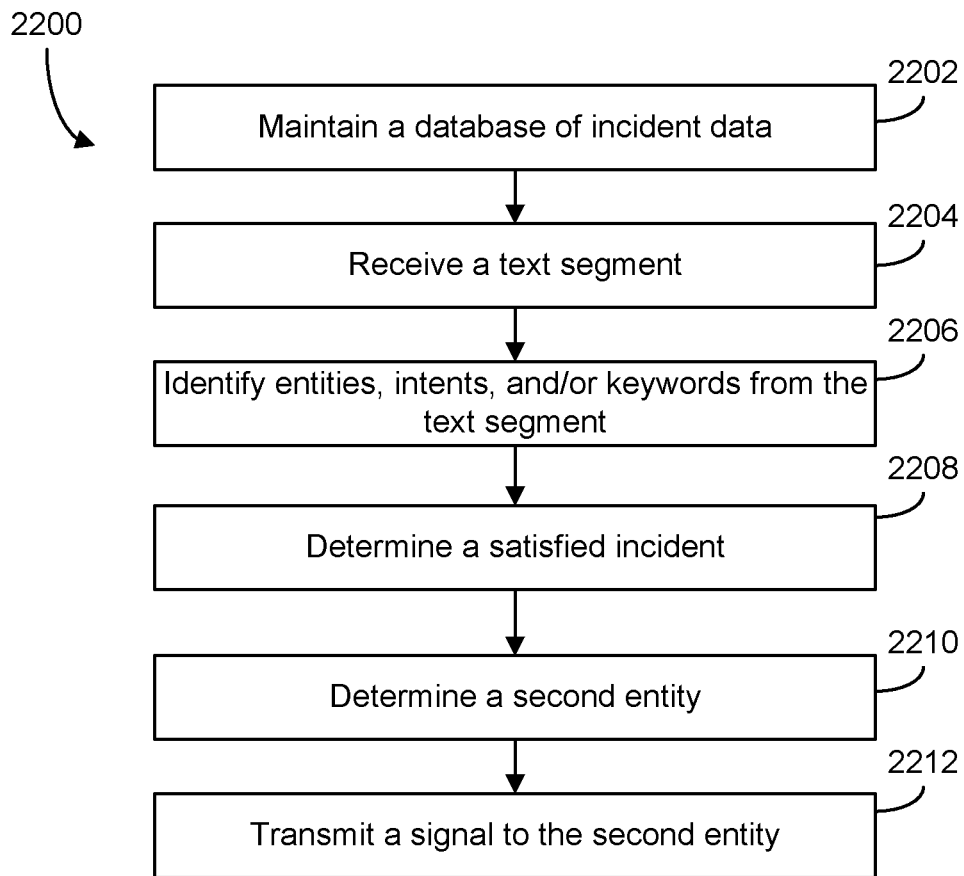 2200
2202
Maintain a database of incident data
2204
Receive a text segment
2206
Identify entities, intents, and/or keywords from the
text segment
2208
Determine a satisfied incident
2210
Determine a second entity
2212
Transmit a signal to the second entity